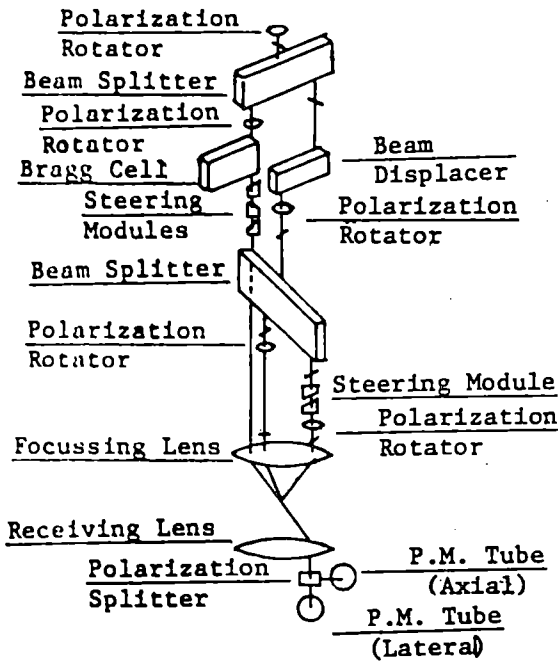 Polarization
Rotator
Beam Splitter
Polarization
Rotator
Bragg Cell
Beam
Displacer
Steering
Modules
Polarization
Rotator
Beam Splitter
Polarization
Rotator
Steering Module
Polarization
Rotator
Focussing Lens
Receiving Lens
P.M. Tube
(Axial)
Polarization
Splitter
P.M. Tube
(Lateral)